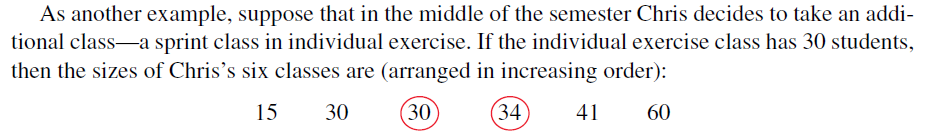 As another example, suppose that in the middle of the semester Chris decides to take an addi-
tional class—a sprint class in individual exercise. If the individual exercise class has 30 students,
then the sizes of Chris's six classes are (arranged in increasing order):
15 30 30 34 41 60